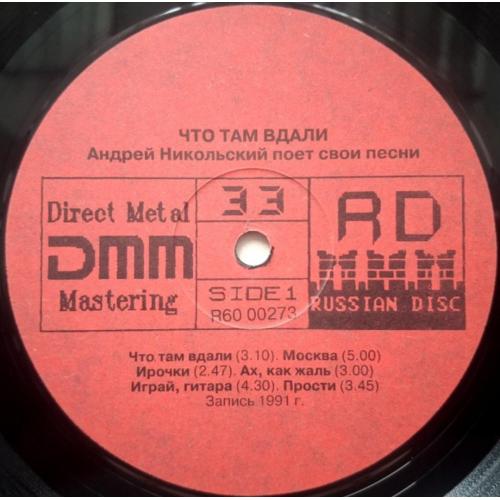 ЧТО ТАМ ВДАЛИ
Андрей Никольский поет свои песни
Direct Metal
DMM
Mastering
33
SIDE 1
R60 00273
RD
RUSSIAN DISC
Что там вдали (3.10). Москва (5.00)
Ирочки (2.47). Ах, как жаль (3.00)
Играй, гитара (4.30). Прости (3.45)
Запись 1991 г.